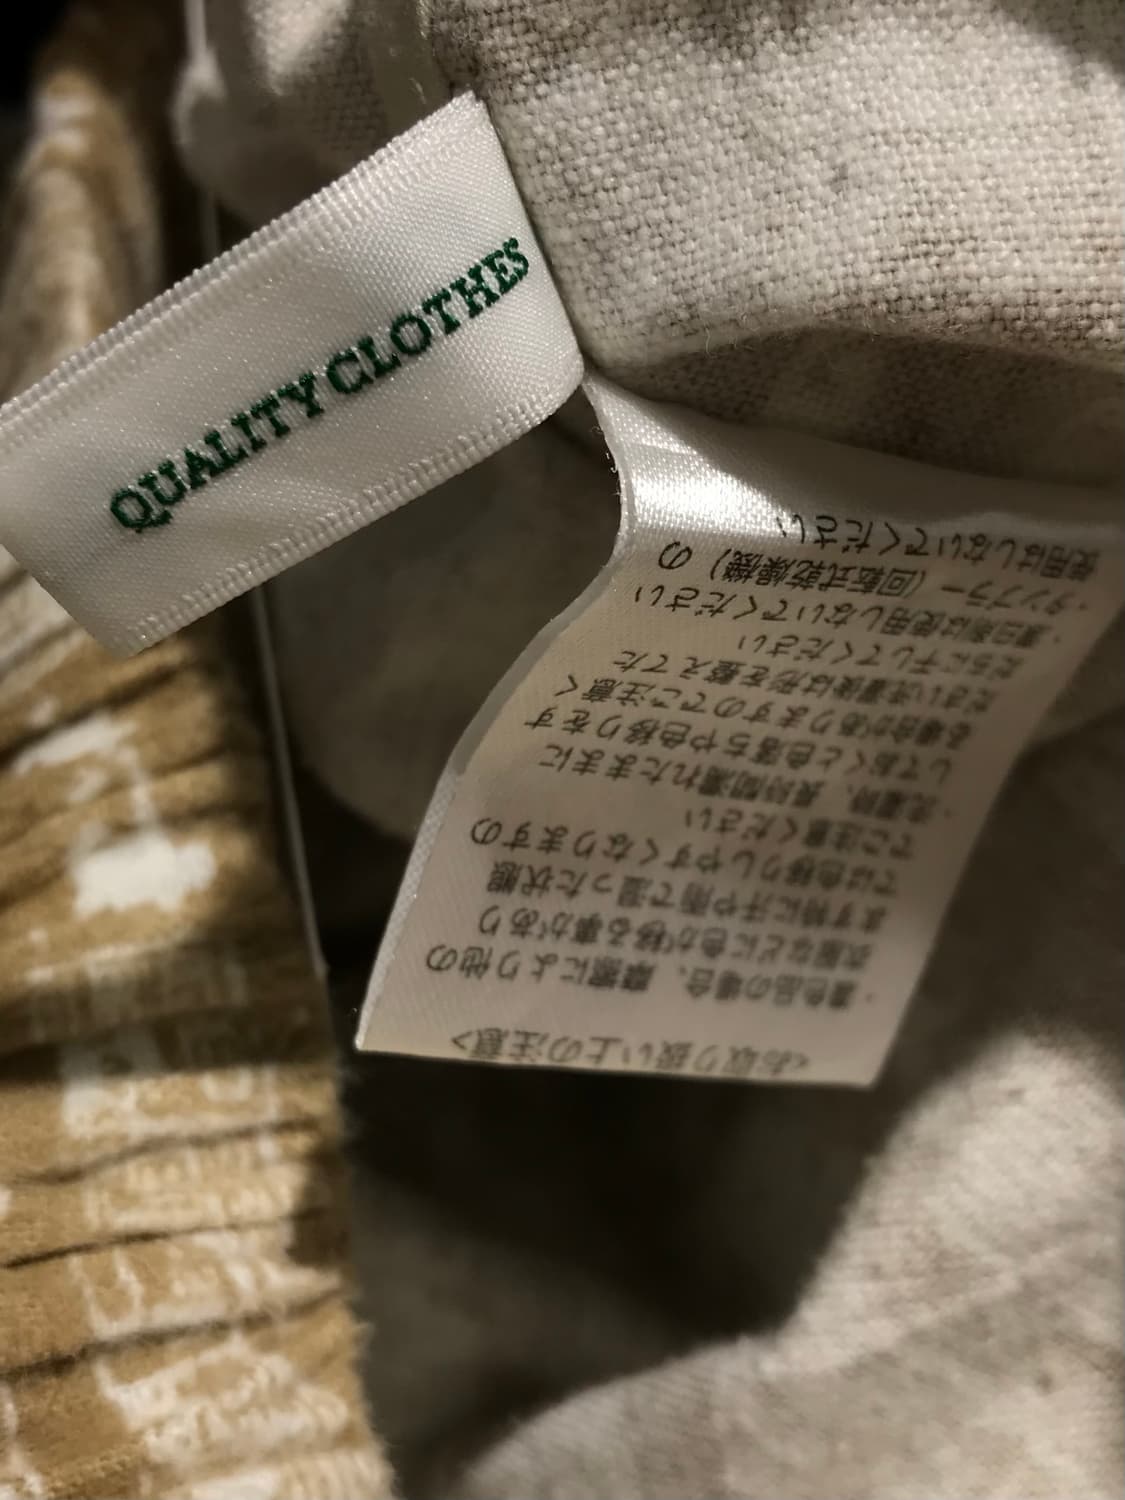 QUALITY CLOTHES
<お取り扱い上の注意>
・濃色品の場合、摩擦により他の
衣服などに色が移る事があり
ます特に汗や雨で湿った状態
では色移りしやすくなりますの
でご注意ください
・洗濯時、長時間濡れたままに
しておくと色落ちや色移りをす
る場合がありますのでご注意く
ださい洗濯後は形を整えてた
だちに干してください
・漂白剤は使用しないでください
・タンブラー(回転式乾燥機)の
使用はしないでください